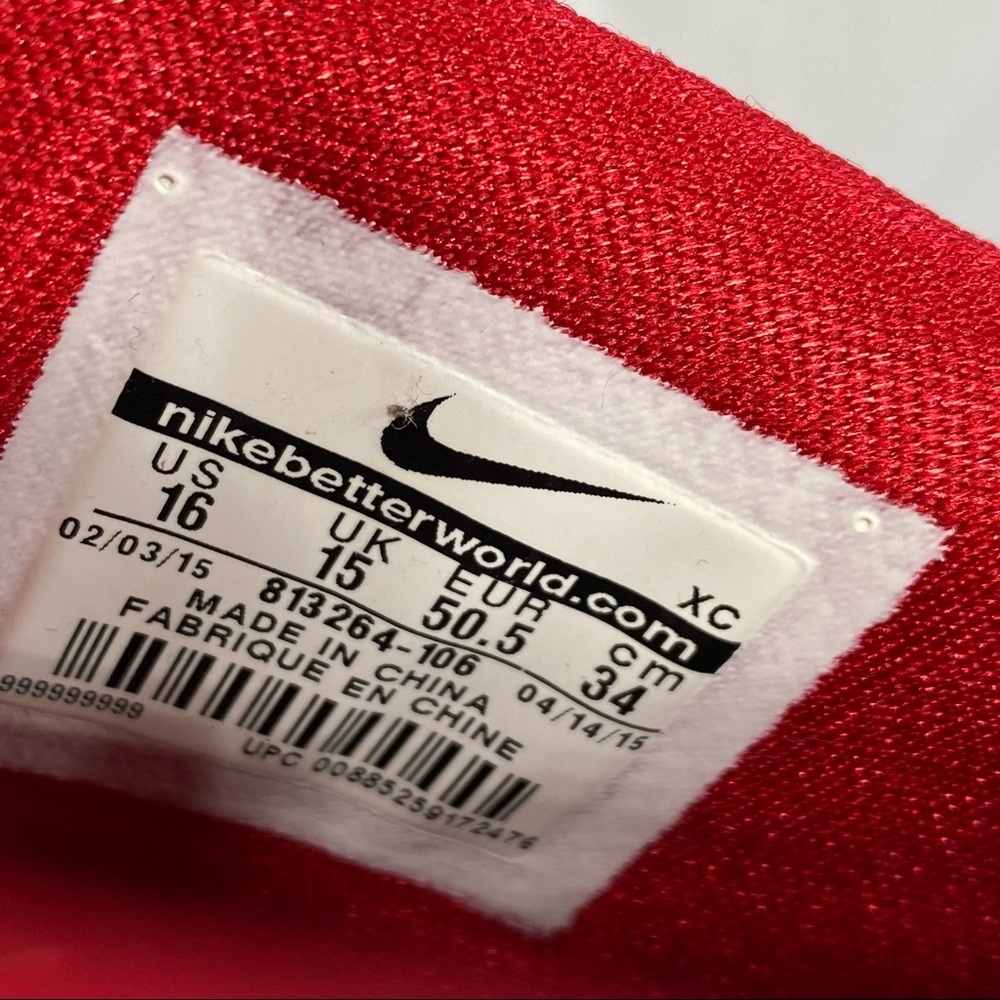 nikebetterworld.com
XC
US UK EUR cm
16 15 50.5 34
02/03/15 813264-106 04/14/15
MADE IN CHINA
FABRIQUE EN CHINE
9999999999
UPC 00885259172476